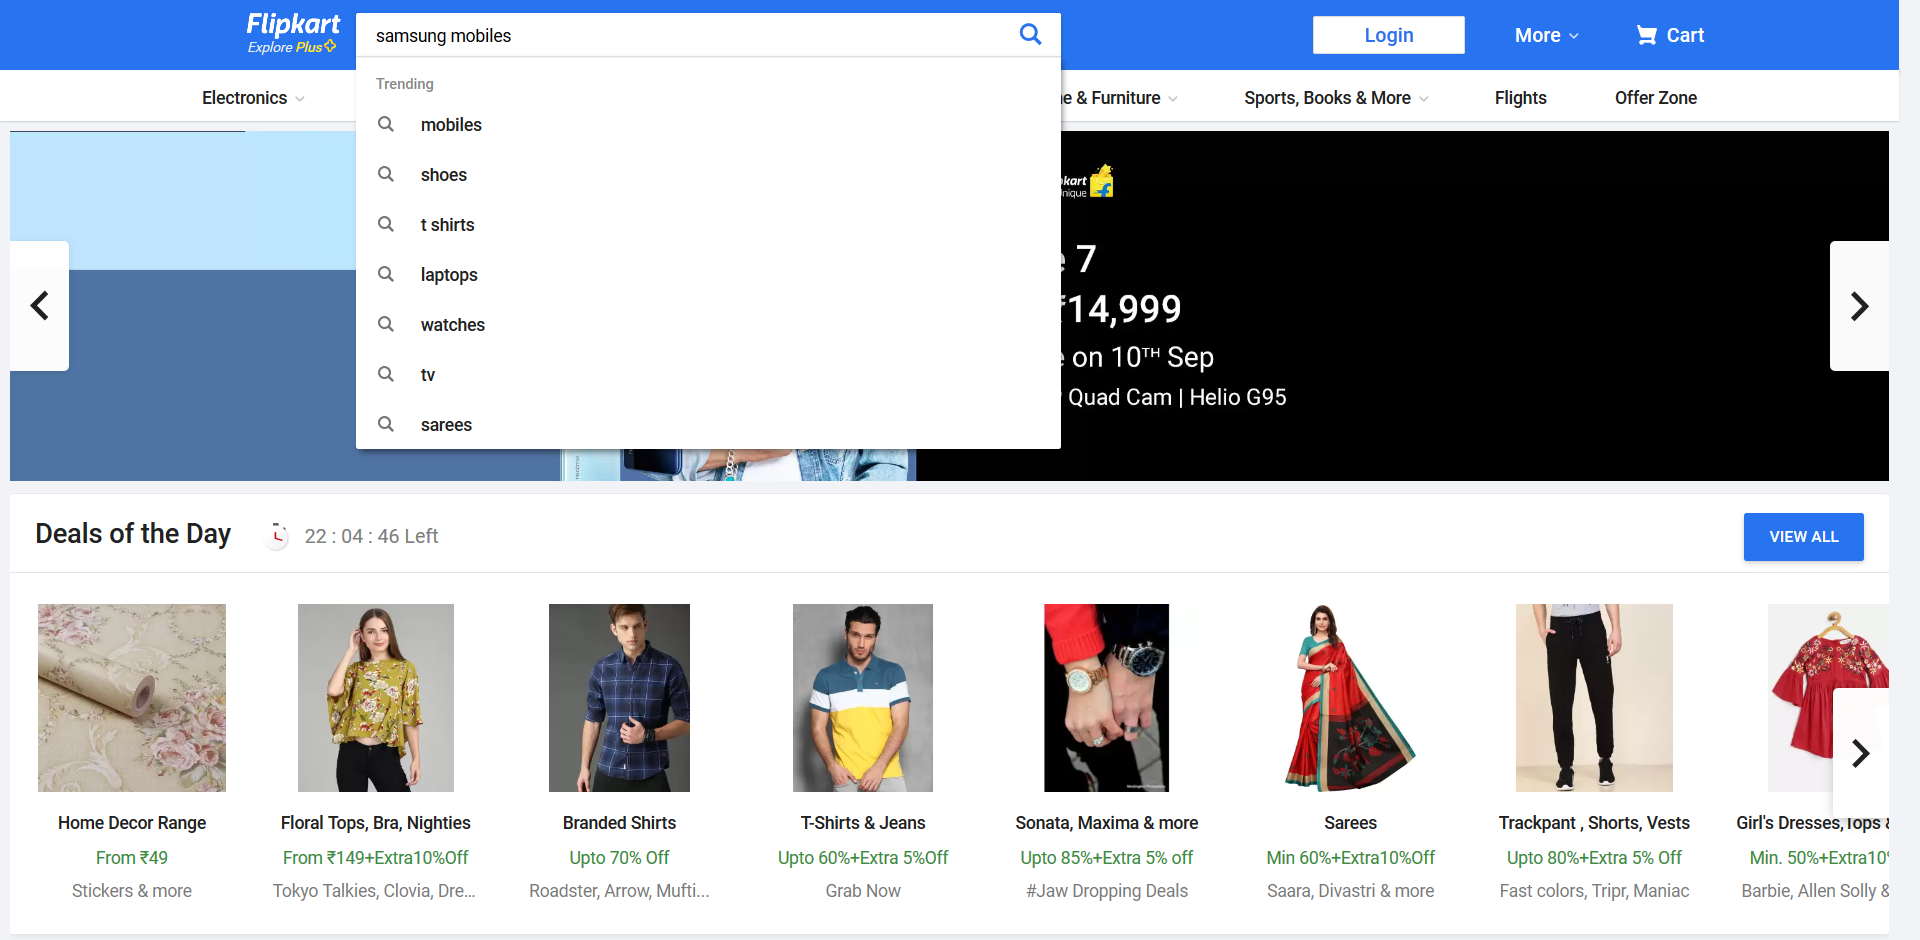 Flipkart
Explore Plus
samsung mobiles
Login
More
Cart
Trending
mobiles
shoes
t shirts
laptops
watches
tv
sarees
Electronics
& Furniture
Sports, Books & More
Flights
Offer Zone
7
₹14,999
on 10TH Sep
Quad Cam | Helio G95
Deals of the Day
22 : 04 : 46 Left
VIEW ALL
Home Decor Range
From ₹49
Stickers & more
Floral Tops, Bra, Nighties
From ₹149+Extra10%Off
Tokyo Talkies, Clovia, Dre...
Branded Shirts
Upto 70% Off
Roadster, Arrow, Mufti...
T-Shirts & Jeans
Upto 60%+Extra 5%Off
Grab Now
Sonata, Maxima & more
Upto 85%+Extra 5% off
#Jaw Dropping Deals
Sarees
Min 60%+Extra10%Off
Saara, Divastri & more
Trackpant , Shorts, Vests
Upto 80%+Extra 5% Off
Fast colors, Tripr, Maniac
Girl's Dresses,Tops &
Min. 50%+Extra10%
Barbie, Allen Solly &